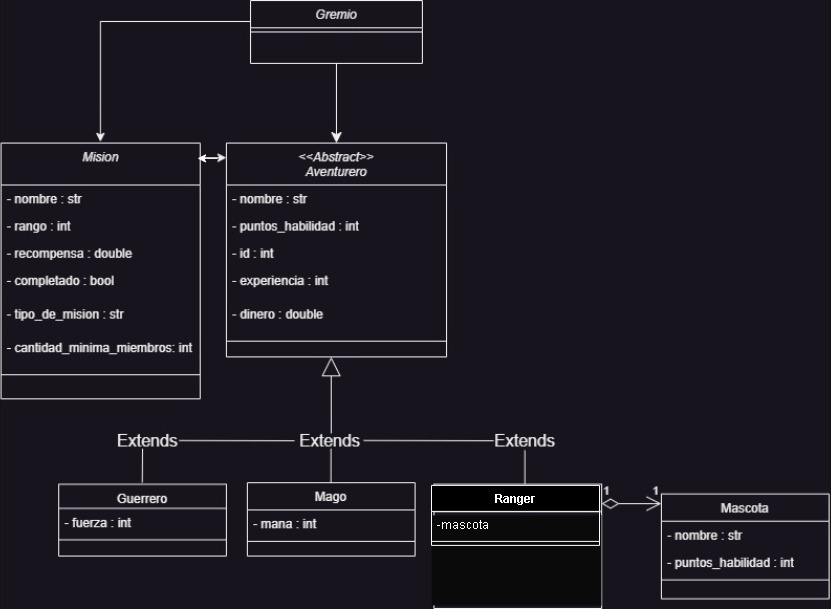 Gremio
Mision
- nombre : str
- rango : int
- recompensa : double
- completado : bool
- tipo_de_mision : str
- cantidad_minima_miembros: int
<<Abstract>>
Aventurero
- nombre : str
- puntos_habilidad : int
- id : int
- experiencia : int
- dinero : double
Extends
Extends
Extends
Guerrero
- fuerza : int
Mago
- mana : int
Ranger
-mascota
1
1
Mascota
- nombre : str
- puntos_habilidad : int